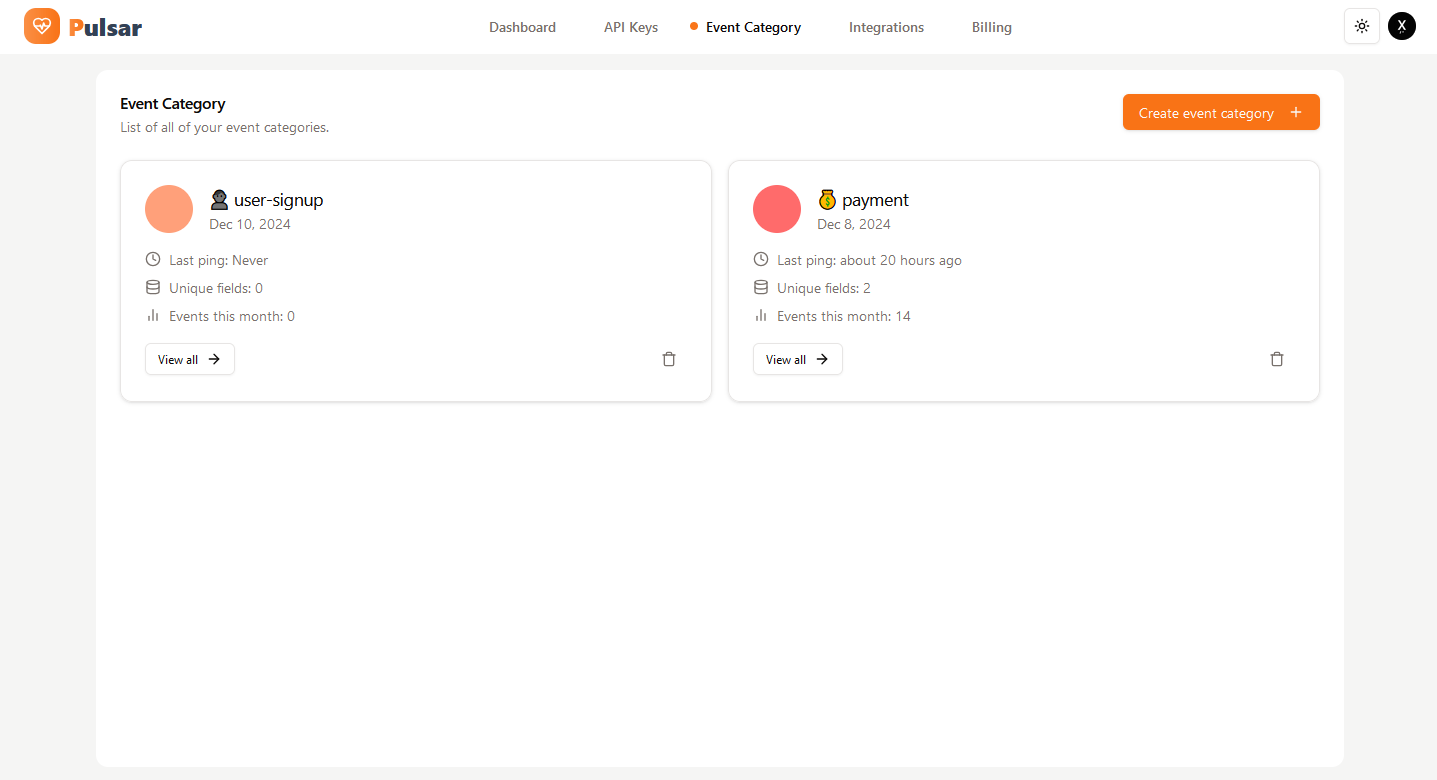 Pulsar
Dashboard
API Keys
Event Category
Integrations
Billing
X
Event Category
List of all of your event categories.
Create event category +
🥷🏻 user-signup
Dec 10, 2024
Last ping: Never
Unique fields: 0
Events this month: 0
View all →
💰 payment
Dec 8, 2024
Last ping: about 20 hours ago
Unique fields: 2
Events this month: 14
View all →